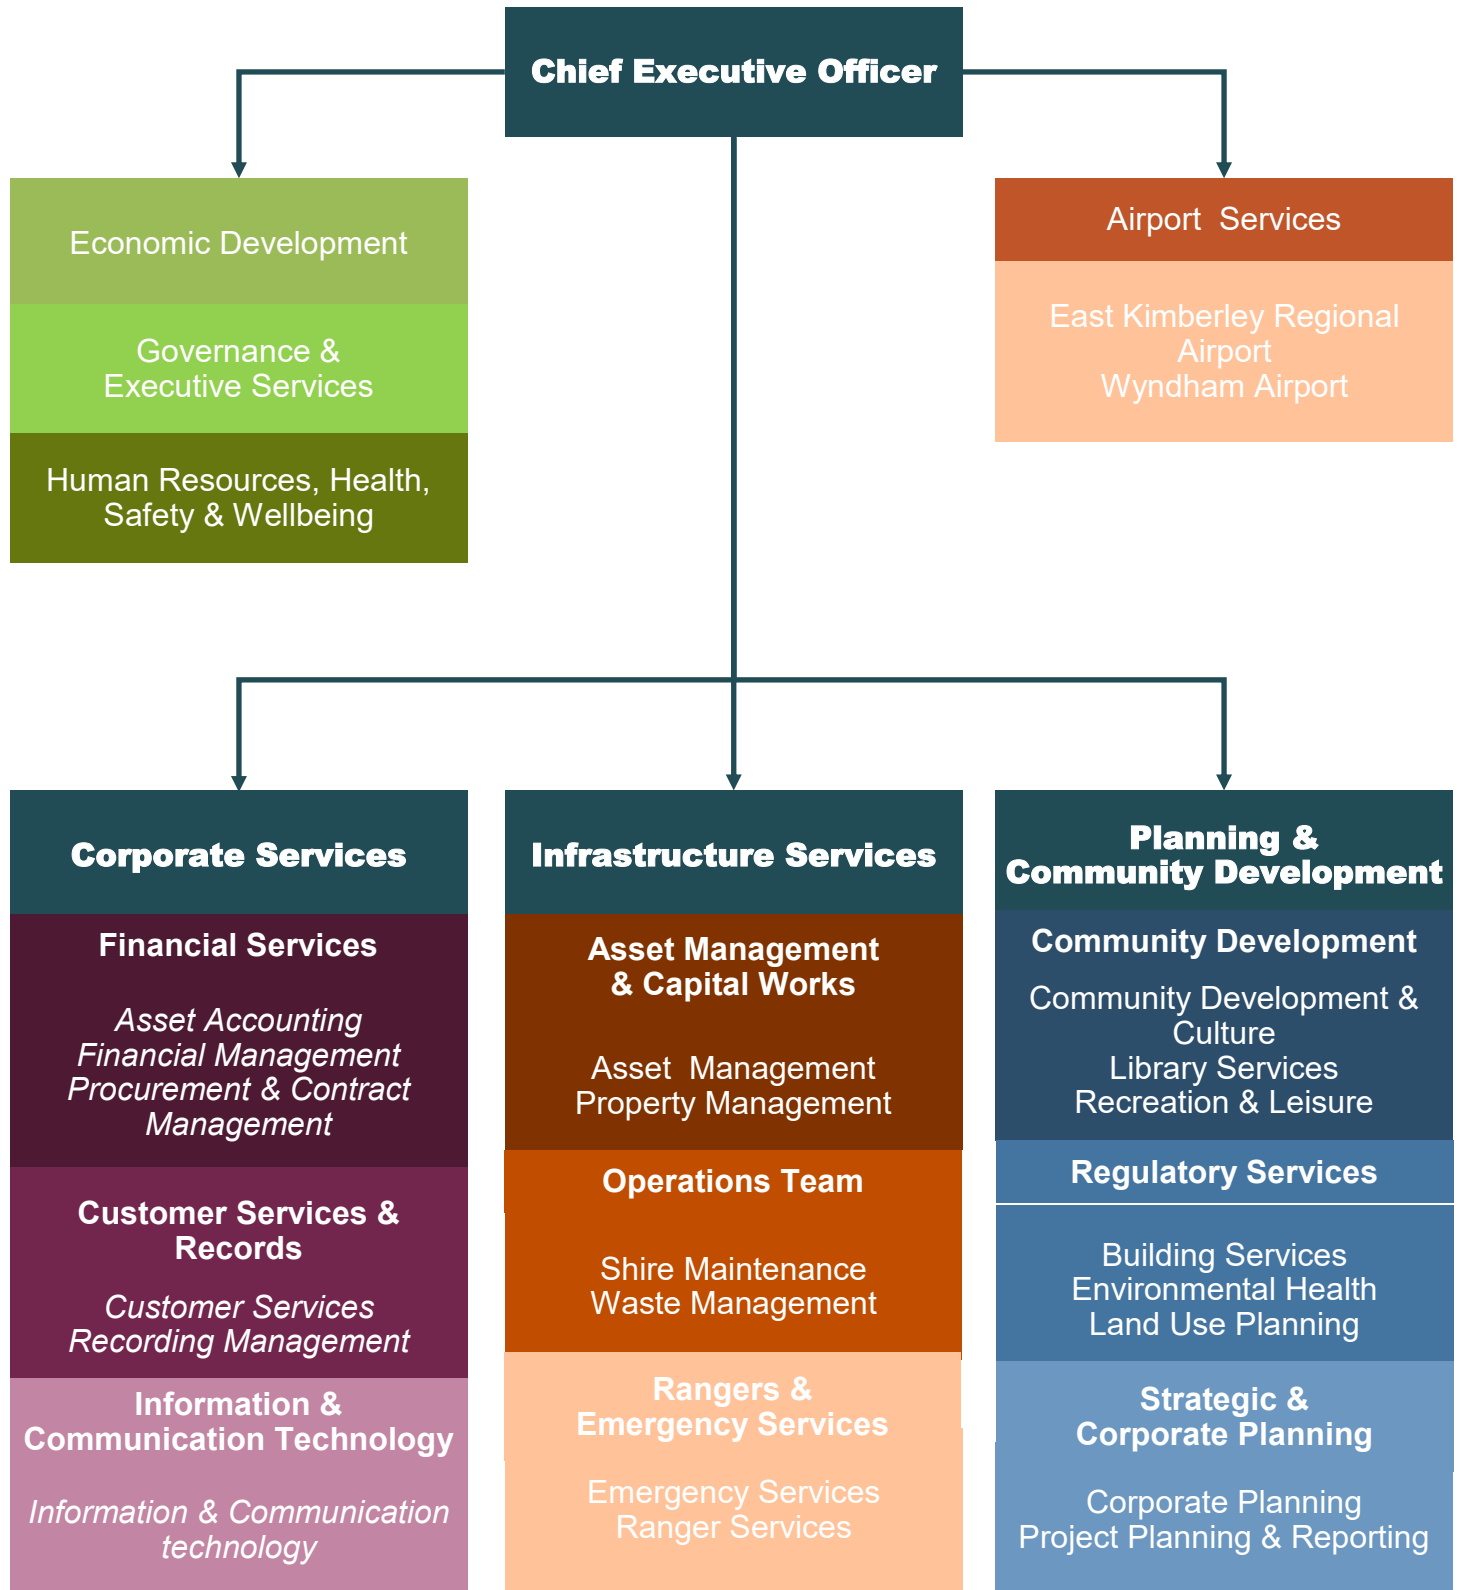 Chief Executive Officer
Economic Development
Governance &
Executive Services
Human Resources, Health,
Safety & Wellbeing
Airport  Services
East Kimberley Regional
Airport
Wyndham Airport
Corporate Services
Financial Services
Asset Accounting
Financial Management
Procurement & Contract
Management
Customer Services &
Records
Customer Services
Recording Management
Information &
Communication Technology
Information & Communication
technology
Infrastructure Services
Asset Management
& Capital Works
Asset  Management
Property Management
Operations Team
Shire Maintenance
Waste Management
Rangers &
Emergency Services
Emergency Services
Ranger Services
Planning &
Community Development
Community Development
Community Development &
Culture
Library Services
Recreation & Leisure
Regulatory Services
Building Services
Environmental Health
Land Use Planning
Strategic &
Corporate Planning
Corporate Planning
Project Planning & Reporting